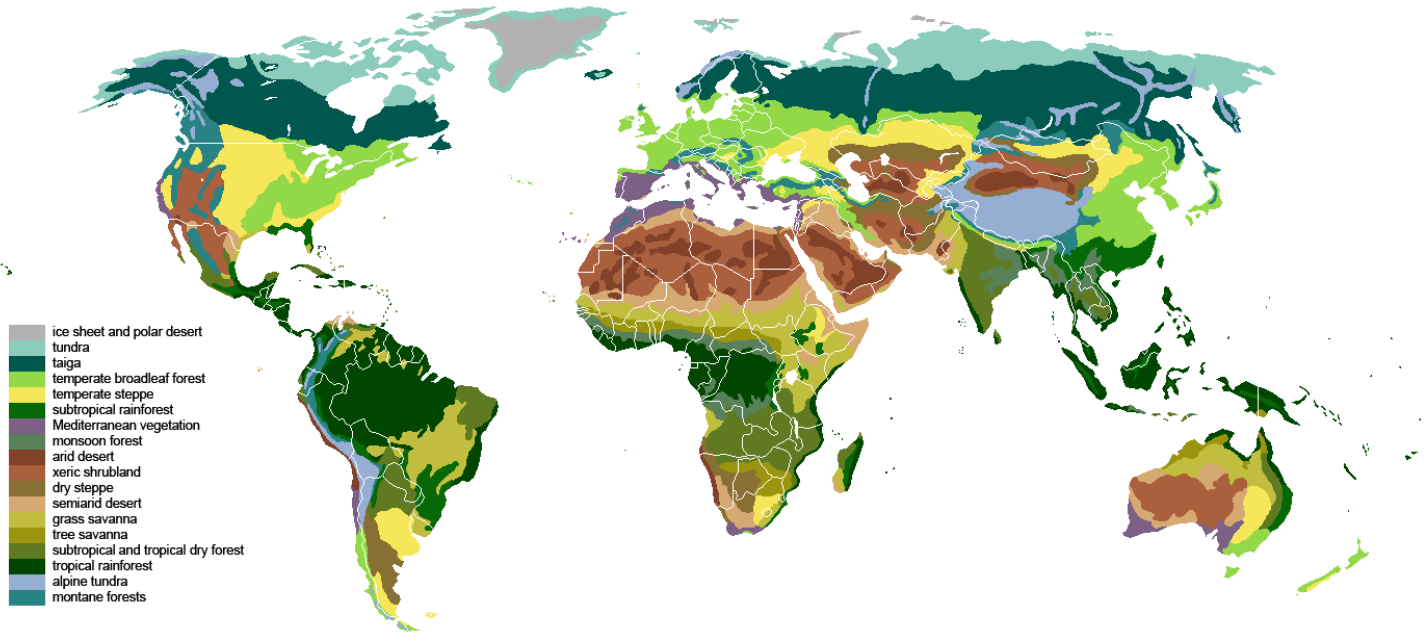 ice sheet and polar desert
tundra
taiga
temperate broadleaf forest
temperate steppe
subtropical rainforest
Mediterranean vegetation
monsoon forest
arid desert
xeric shrubland
dry steppe
semiarid desert
grass savanna
tree savanna
subtropical and tropical dry forest
tropical rainforest
alpine tundra
montane forests